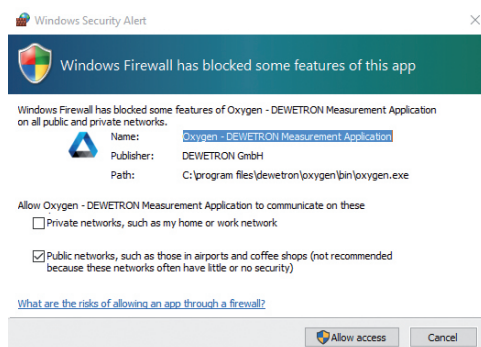 Windows Security Alert
Windows Firewall has blocked some features of this app
Windows Firewall has blocked some features of Oxygen - DEWETRON Measurement Application
on all public and private networks.
Name: Oxygen - DEWETRON Measurement Application
Publisher: DEWETRON GmbH
Path: C:\program files\dewetron\oxygen\bin\oxygen.exe
Allow Oxygen - DEWETRON Measurement Application to communicate on these
Private networks, such as my home or work network
Public networks, such as those in airports and coffee shops (not recommended
because these networks often have little or no security)
What are the risks of allowing an app through a firewall?
Allow access Cancel